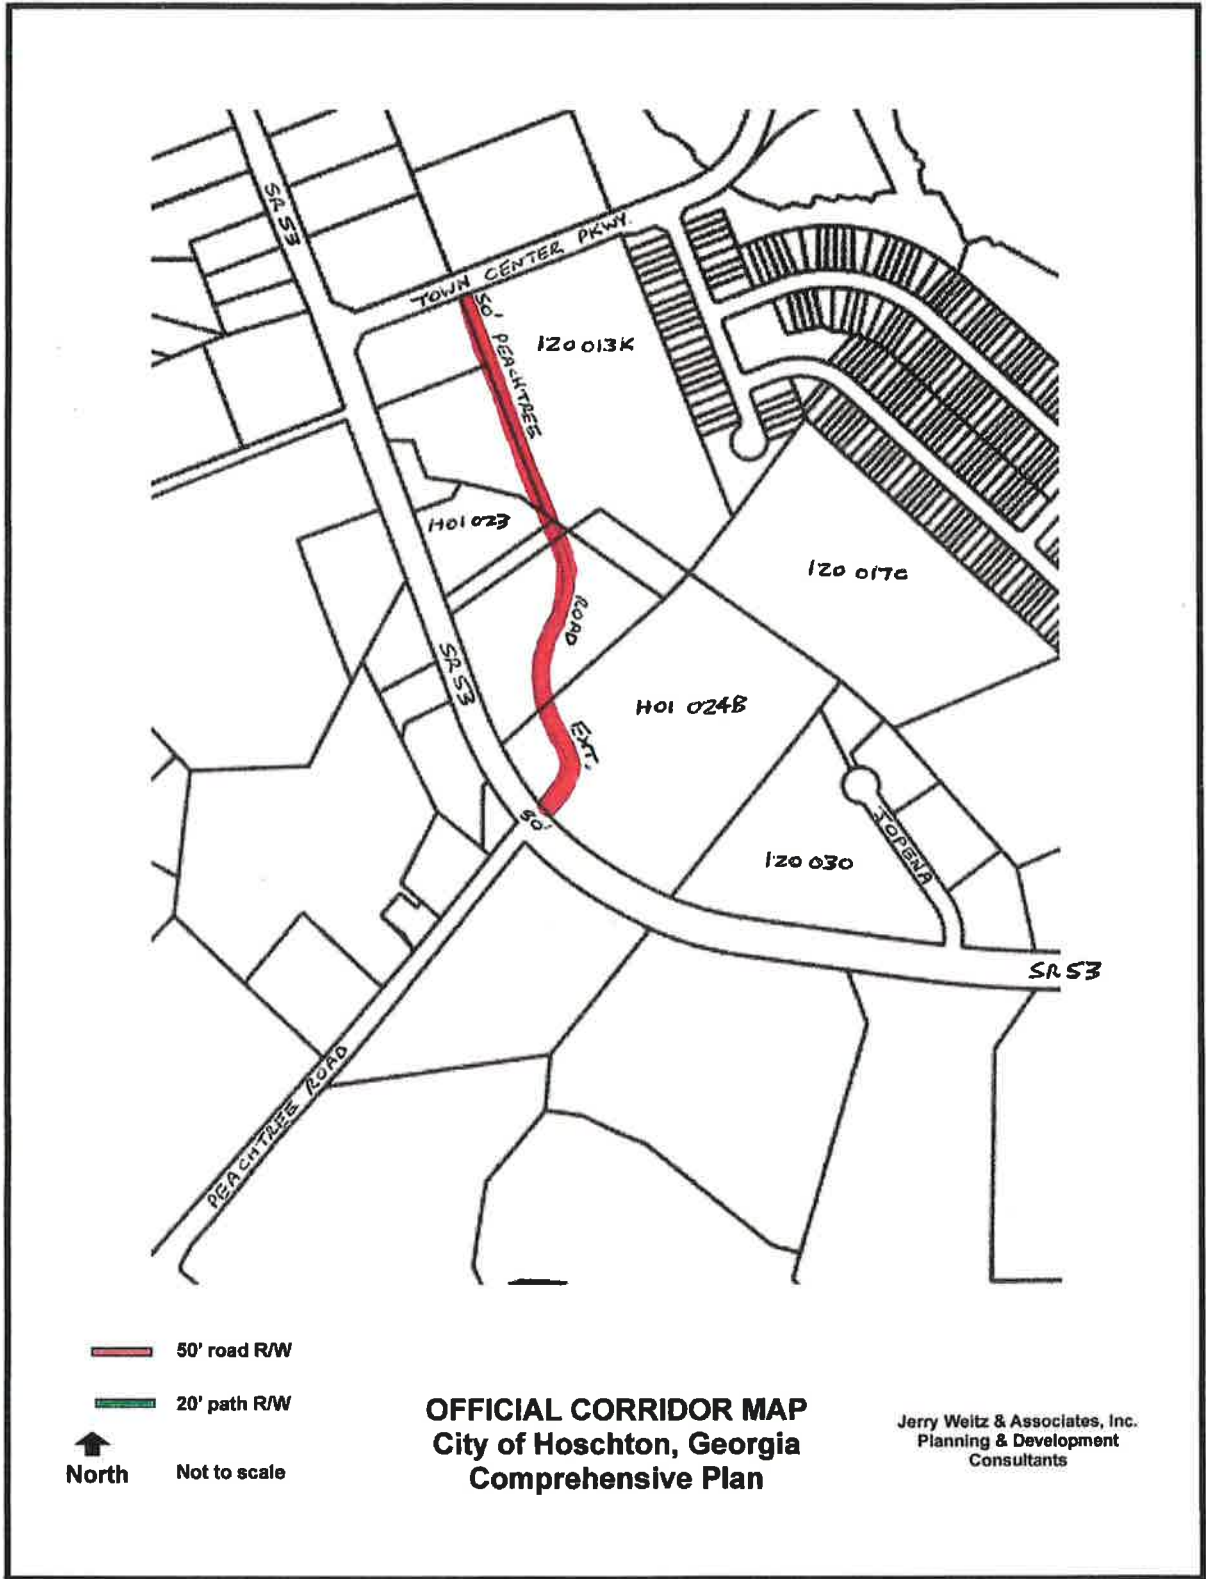 SR 53
TOWN CENTER PKWY.
50'
PEACHTREE
120 013K
H01 023
120 017C
ROAD
SR 53
H01 024B
EXT.
50'
120 030
IOPENA
SR 53
PEACHTREE ROAD
50' road R/W
20' path R/W
North
Not to scale
OFFICIAL CORRIDOR MAP
City of Hoschton, Georgia
Comprehensive Plan
Jerry Weitz & Associates, Inc.
Planning & Development
Consultants